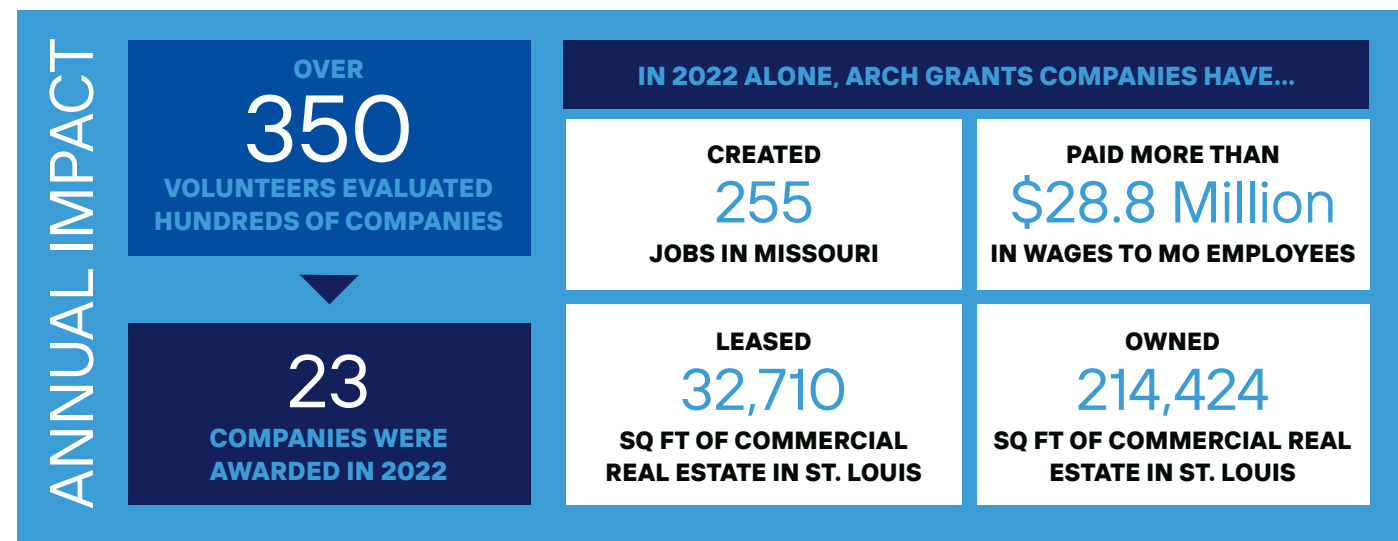 ANNUAL IMPACT
OVER
350
VOLUNTEERS EVALUATED
HUNDREDS OF COMPANIES
23
COMPANIES WERE
AWARDED IN 2022
IN 2022 ALONE, ARCH GRANTS COMPANIES HAVE...
CREATED
255
JOBS IN MISSOURI
PAID MORE THAN
$28.8 Million
IN WAGES TO MO EMPLOYEES
LEASED
32,710
SQ FT OF COMMERCIAL
REAL ESTATE IN ST. LOUIS
OWNED
214,424
SQ FT OF COMMERCIAL REAL
ESTATE IN ST. LOUIS